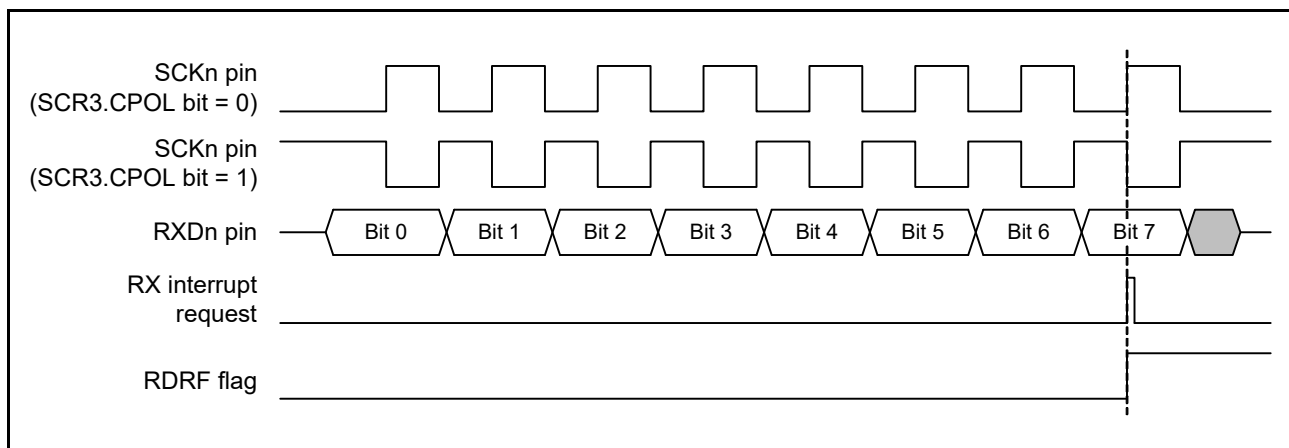 SCKn pin
(SCR3.CPOL bit = 0)
SCKn pin
(SCR3.CPOL bit = 1)
RXDn pin
Bit 0
Bit 1
Bit 2
Bit 3
Bit 4
Bit 5
Bit 6
Bit 7
RX interrupt
request
RDRF flag